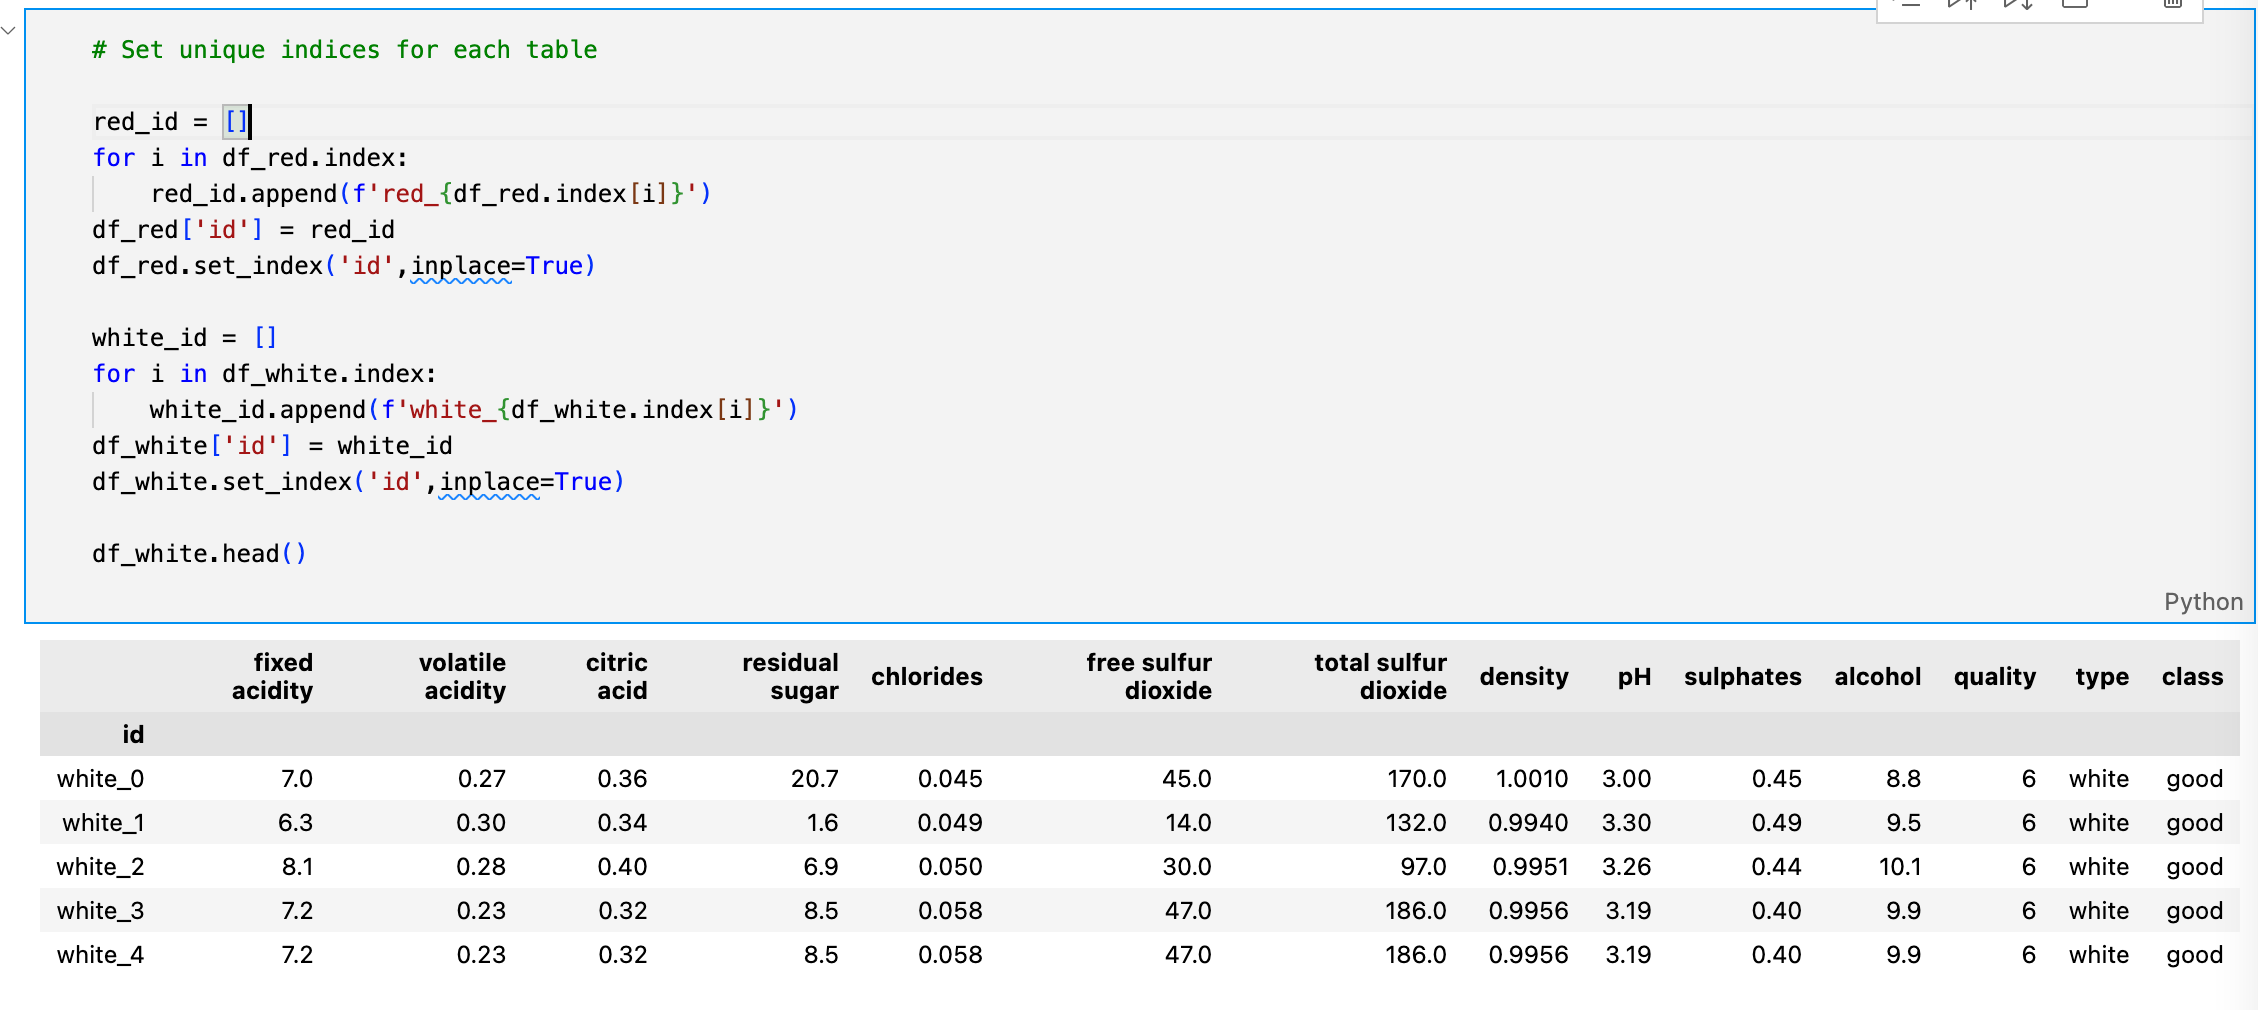 # Set unique indices for each table
red_id = []
for i in df_red.index:
    red_id.append(f'red_{df_red.index[i]}')
df_red['id'] = red_id
df_red.set_index('id',inplace=True)
white_id = []
for i in df_white.index:
    white_id.append(f'white_{df_white.index[i]}')
df_white['id'] = white_id
df_white.set_index('id',inplace=True)
df_white.head()
Python
fixed acidity volatile acidity citric acid residual sugar chlorides free sulfur dioxide total sulfur dioxide density pH sulphates alcohol quality type class
id
white_0 7.0 0.27 0.36 20.7 0.045 45.0 170.0 1.0010 3.00 0.45 8.8 6 white good
white_1 6.3 0.30 0.34 1.6 0.049 14.0 132.0 0.9940 3.30 0.49 9.5 6 white good
white_2 8.1 0.28 0.40 6.9 0.050 30.0 97.0 0.9951 3.26 0.44 10.1 6 white good
white_3 7.2 0.23 0.32 8.5 0.058 47.0 186.0 0.9956 3.19 0.40 9.9 6 white good
white_4 7.2 0.23 0.32 8.5 0.058 47.0 186.0 0.9956 3.19 0.40 9.9 6 white good